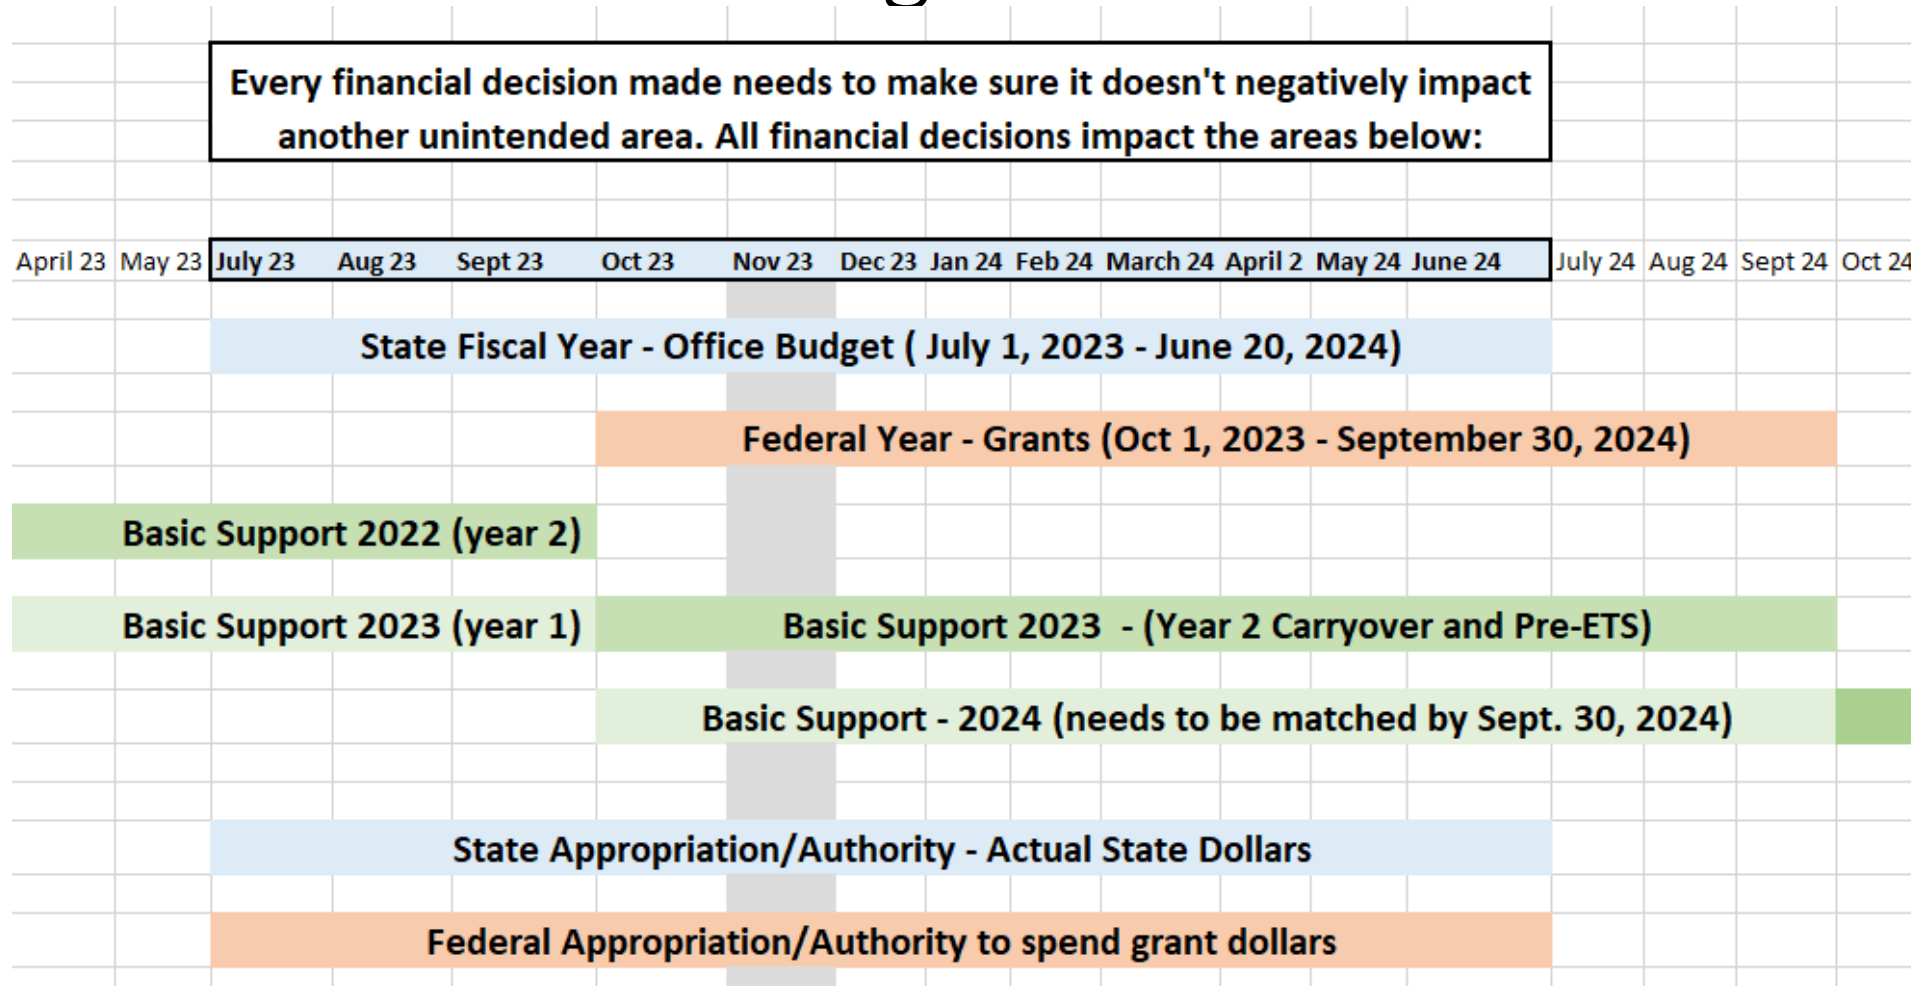 Every financial decision made needs to make sure it doesn't negatively impact
another unintended area. All financial decisions impact the areas below:
April 23 May 23 July 23 Aug 23 Sept 23 Oct 23 Nov 23 Dec 23 Jan 24 Feb 24 March 24 April 2 May 24 June 24 July 24 Aug 24 Sept 24 Oct 24
State Fiscal Year - Office Budget ( July 1, 2023 - June 20, 2024)
Federal Year - Grants (Oct 1, 2023 - September 30, 2024)
Basic Support 2022 (year 2)
Basic Support 2023 (year 1) Basic Support 2023 - (Year 2 Carryover and Pre-ETS)
Basic Support - 2024 (needs to be matched by Sept. 30, 2024)
State Appropriation/Authority - Actual State Dollars
Federal Appropriation/Authority to spend grant dollars